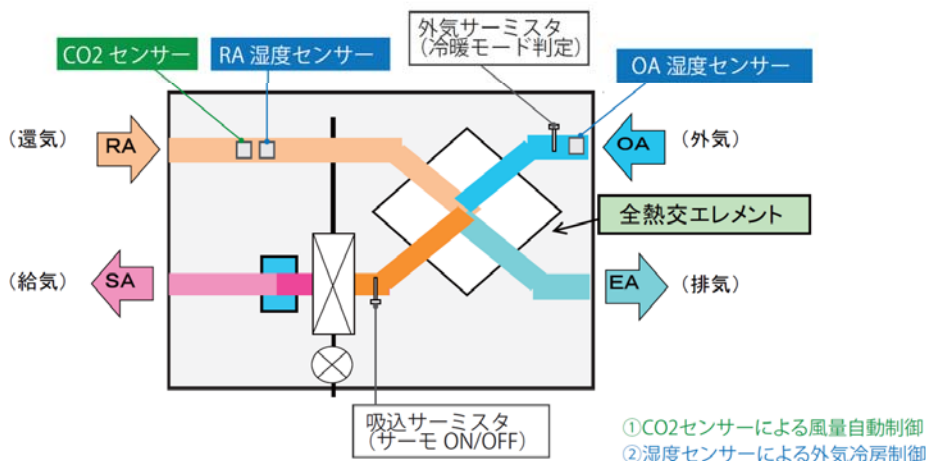 外気サーミスタ
(冷暖モード判定)
CO2 センサー
RA 湿度センサー
OA 湿度センサー
(還気)
RA
OA
(外気)
全熱交エレメント
(給気)
SA
EA
(排気)
吸込サーミスタ
(サーモ ON/OFF)
①CO2センサーによる風量自動制御
②湿度センサーによる外気冷房制御